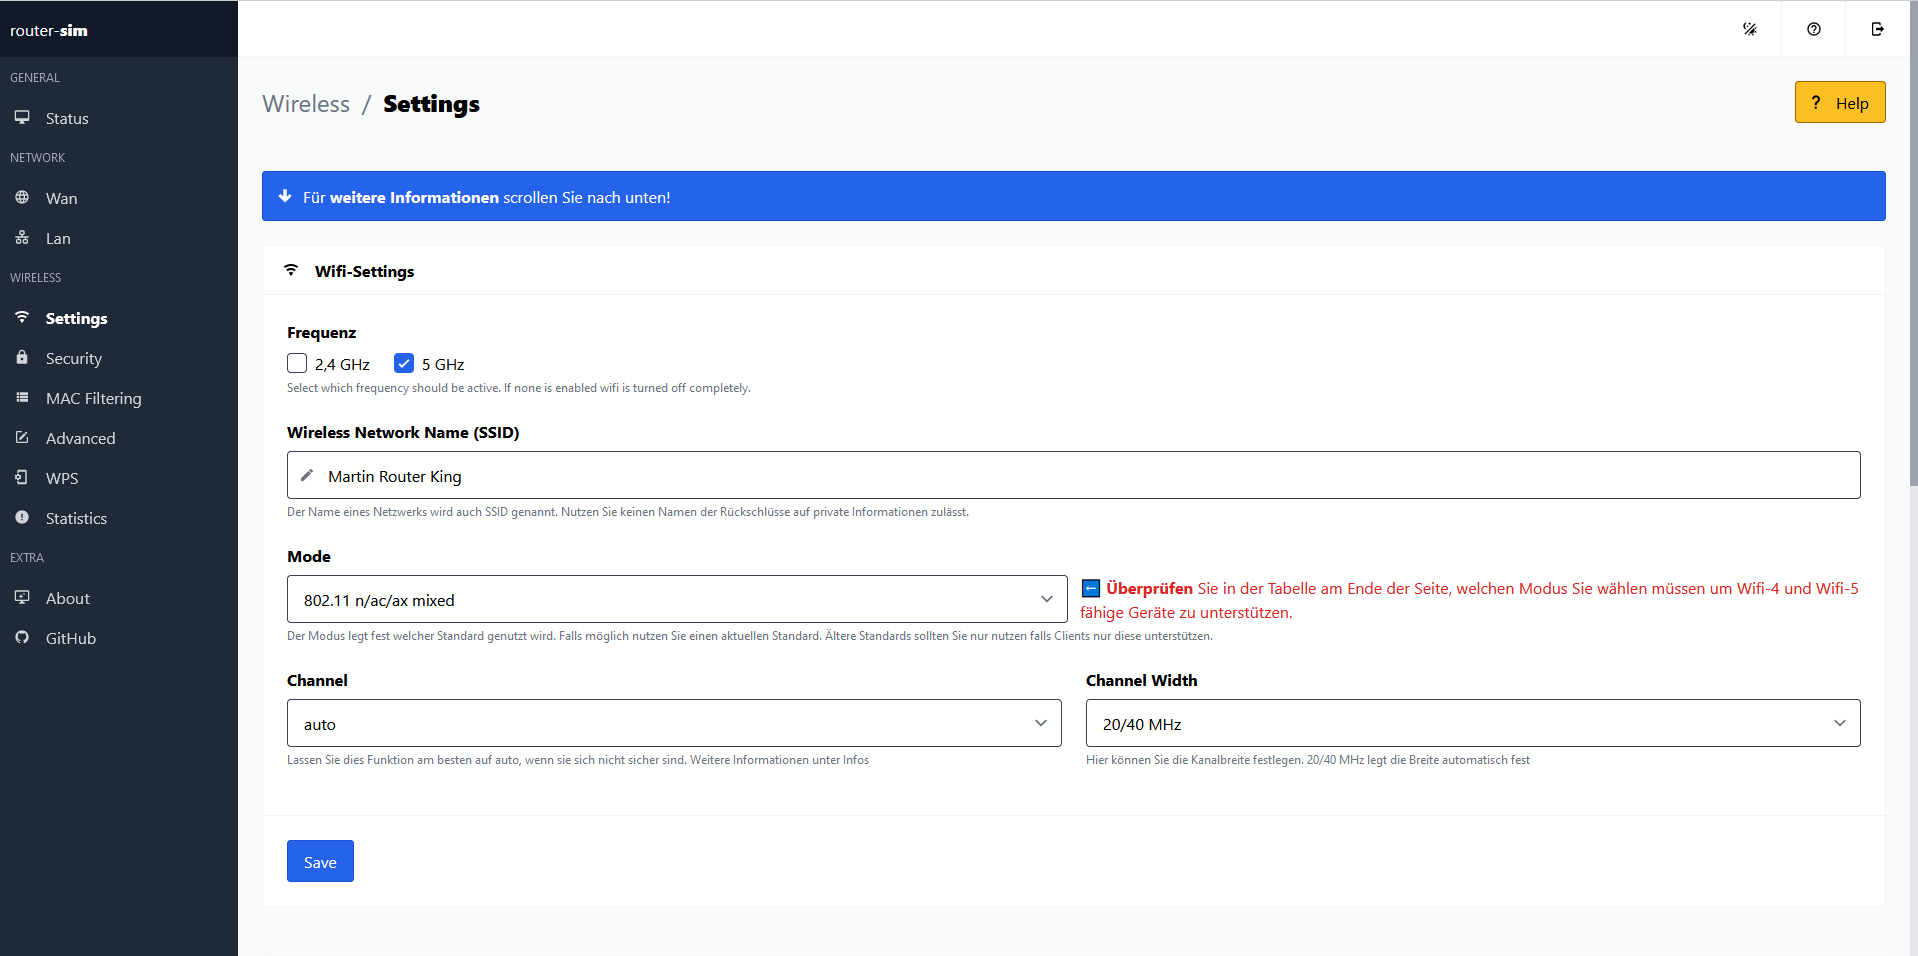 router-sim
GENERAL
Status
NETWORK
Wan
Lan
WIRELESS
Settings
Security
MAC Filtering
Advanced
WPS
Statistics
EXTRA
About
GitHub
Wireless / Settings
? Help
Für weitere Informationen scrollen Sie nach unten!
Wifi-Settings
Frequenz
2,4 GHz 5 GHz
Select which frequency should be active. If none is enabled wifi is turned off completely.
Wireless Network Name (SSID)
Martin Router King
Der Name eines Netzwerks wird auch SSID genannt. Nutzen Sie keinen Namen der Rückschlüsse auf private Informationen zulässt.
Mode
802.11 n/ac/ax mixed
Überprüfen Sie in der Tabelle am Ende der Seite, welchen Modus Sie wählen müssen um Wifi-4 und Wifi-5
fähige Geräte zu unterstützen.
Der Modus legt fest welcher Standard genutzt wird. Falls möglich nutzen Sie einen aktuellen Standard. Ältere Standards sollten Sie nur nutzen falls Clients nur diese unterstützen.
Channel
auto
Lassen Sie dies Funktion am besten auf auto, wenn sie sich nicht sicher sind. Weitere Informationen unter Infos
Channel Width
20/40 MHz
Hier können Sie die Kanalbreite festlegen. 20/40 MHz legt die Breite automatisch fest
Save